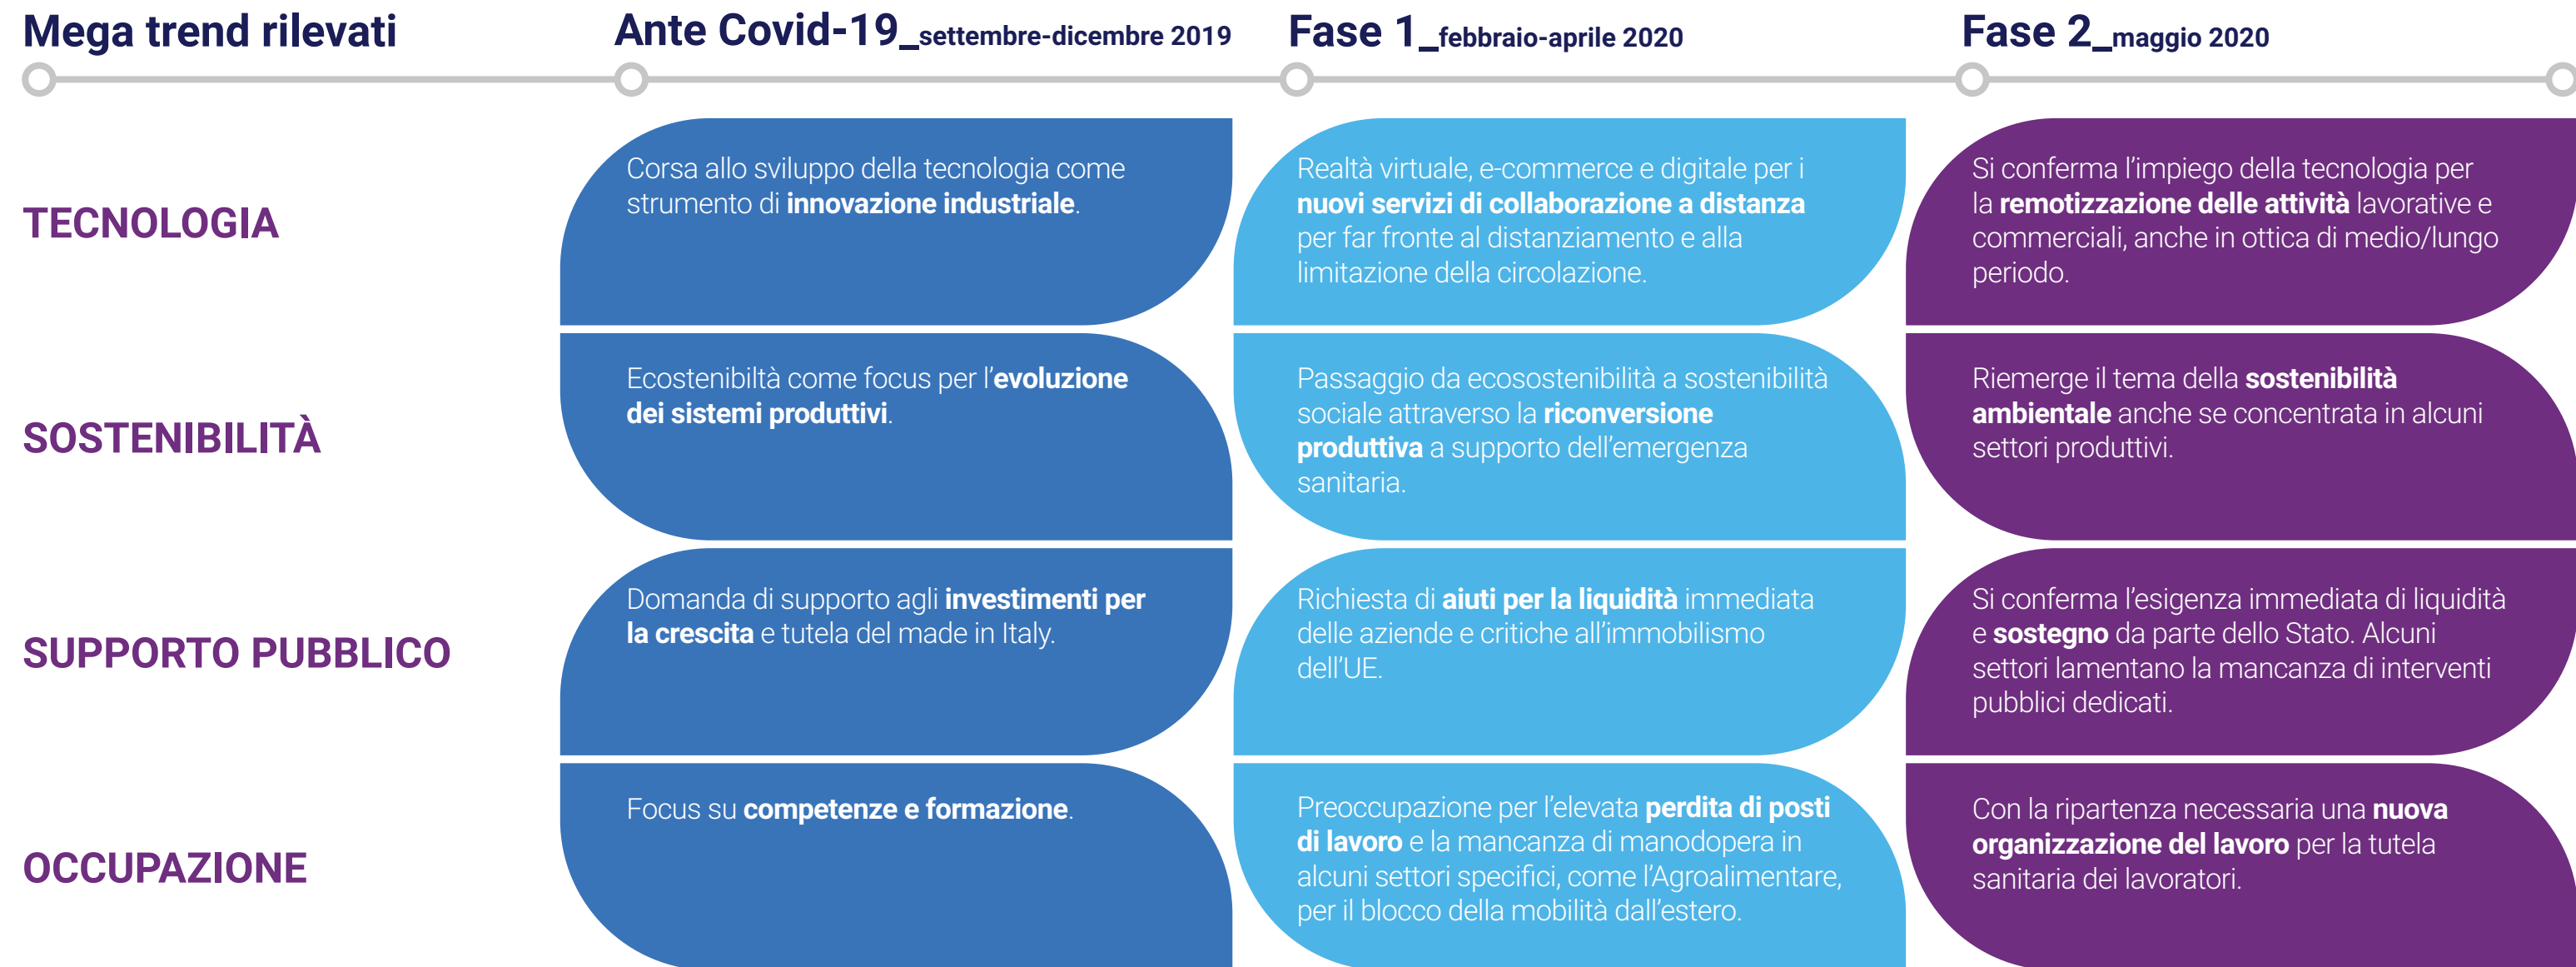 Mega trend rilevati
Ante Covid-19_settembre-dicembre 2019
Fase 1_febbraio-aprile 2020
Fase 2_maggio 2020
TECNOLOGIA
Corsa allo sviluppo della tecnologia come
strumento di innovazione industriale.
Realtà virtuale, e-commerce e digitale per i
nuovi servizi di collaborazione a distanza
per far fronte al distanziamento e alla
limitazione della circolazione.
Si conferma l’impiego della tecnologia per
la remotizzazione delle attività lavorative e
commerciali, anche in ottica di medio/lungo
periodo.
SOSTENIBILITÀ
Ecostenibiltà come focus per l’evoluzione
dei sistemi produttivi.
Passaggio da ecosostenibilità a sostenibilità
sociale attraverso la riconversione
produttiva a supporto dell’emergenza
sanitaria.
Riemerge il tema della sostenibilità
ambientale anche se concentrata in alcuni
settori produttivi.
SUPPORTO PUBBLICO
Domanda di supporto agli investimenti per
la crescita e tutela del made in Italy.
Richiesta di aiuti per la liquidità immediata
delle aziende e critiche all’immobilismo
dell’UE.
Si conferma l’esigenza immediata di liquidità
e sostegno da parte dello Stato. Alcuni
settori lamentano la mancanza di interventi
pubblici dedicati.
OCCUPAZIONE
Focus su competenze e formazione.
Preoccupazione per l’elevata perdita di posti
di lavoro e la mancanza di manodopera in
alcuni settori specifici, come l’Agroalimentare,
per il blocco della mobilità dall’estero.
Con la ripartenza necessaria una nuova
organizzazione del lavoro per la tutela
sanitaria dei lavoratori.